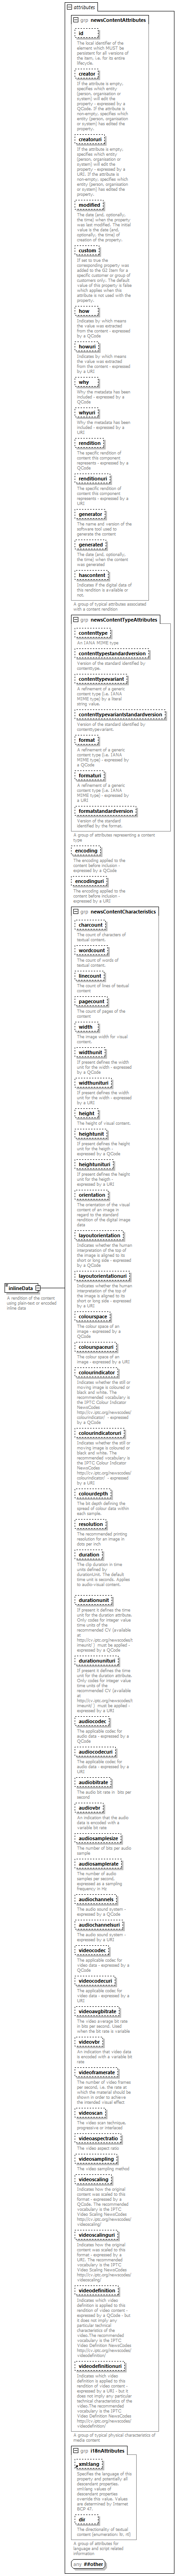 attributes
grp newsContentAttributes
id
The local identifier of the
element which MUST be
persistent for all versions of
the item, i.e. for its entire
lifecycle.
creator
If the attribute is empty,
specifies which entity
(person, organisation or
system) will edit the
property - expressed by a
QCode. If the attribute is
non-empty, specifies which
entity (person, organisation
or system) has edited the
property.
creatoruri
If the attribute is empty,
specifies which entity
(person, organisation or
system) will edit the
property - expressed by a
URI. If the attribute is
non-empty, specifies which
entity (person, organisation
or system) has edited the
property.
modified
The date (and, optionally,
the time) when the property
was last modified. The initial
value is the date (and,
optionally, the time) of
creation of the property.
custom
If set to true the
corresponding property was
added to the G2 Item for a
specific customer or group of
customers only. The default
value of this property is false
which applies when this
attribute is not used with the
property.
how
Indicates by which means
the value was extracted
from the content - expressed
by a QCode
howuri
Indicates by which means
the value was extracted
from the content - expressed
by a URI
why
Why the metadata has been
included - expressed by a
QCode
whyuri
Why the metadata has been
included - expressed by a
URI
rendition
The specific rendition of
content this component
represents - expressed by a
QCode
renditionuri
The specific rendition of
content this component
represents - expressed by a
URI
generator
The name and version of the
software tool used to
generate the content
generated
The date (and, optionally,
the time) when the content
was generated
hascontent
Indicates if the digital data of
this rendition is available or
not.
A group of typical attributes associated
with a content rendition
grp newsContentTypeAttributes
contenttype
An IANA MIME type
contenttypestandardversion
Version of the standard identified by
contenttype.
contenttypevariant
A refinement of a generic
content type (i.e. IANA
MIME type) by a literal
string value.
contenttypevariantstandardversion
Version of the standard identified by
contenttypevariant.
format
A refinement of a generic
content type (i.e. IANA
MIME type) - expressed by
a QCode
formaturi
A refinement of a generic
content type (i.e. IANA
MIME type) - expressed by
a URI
formatstandardversion
Version of the standard
identified by the format.
A group of attributes representing a content
type
encoding
The encoding applied to the
content before inclusion -
expressed by a QCode
encodinguri
The encoding applied to the
content before inclusion -
expressed by a URI
grp newsContentCharacteristics
charcount
The count of characters of
textual content.
wordcount
The count of words of
textual content.
linecount
The count of lines of textual
content
pagecount
The count of pages of the
content
width
The image width for visual
content.
widthunit
If present defines the width
unit for the width - expressed
by a QCode
widthunituri
If present defines the width
unit for the width - expressed
by a URI
height
The height of visual content.
heightunit
If present defines the height
unit for the heigth -
expressed by a QCode
heightunituri
If present defines the height
unit for the heigth -
expressed by a URI
orientation
The orientation of the visual
content of an image in
regard to the standard
rendition of the digital image
data
layoutorientation
Indicates whether the human
interpretation of the top of
the image is aligned to its
short or long side - expressed
by a QCode
layoutorientationuri
Indicates whether the human
interpretation of the top of
the image is aligned to its
short or long side - expressed
by a URI
colourspace
The colour space of an
image - expressed by a
QCode
colourspaceuri
The colour space of an
image - expressed by a URI
colourindicator
Indicates whether the still or
moving image is coloured or
black and white. The
recommended vocabulary is
the IPTC Colour Indicator
NewsCodes
http://cv.iptc.org/newscodes/
colourindicator/ - expressed
by a QCode
colourindicatoruri
Indicates whether the still or
moving image is coloured or
black and white. The
recommended vocabulary is
the IPTC Colour Indicator
NewsCodes
http://cv.iptc.org/newscodes/
colourindicator/ - expressed
by a URI
colourdepth
The bit depth defining the
spread of colour data within
each sample.
resolution
The recommended printing
resolution for an image in
dots per inch.
duration
The clip duration in time
units defined by
durationUnit. The default
time unit is seconds. Applies
to audio-visual content.
durationunit
If present it defines the time
unit for the duration attribute.
Only codes for integer value
time units of the
recommended CV (available
at
http://cv.iptc.org/newscodes/t
imeunit/ ) must be applied -
expressed by a QCode
durationunituri
If present it defines the time
unit for the duration attribute.
Only codes for integer value
time units of the
recommended CV (available
at
http://cv.iptc.org/newscodes/t
imeunit/ ) must be applied -
expressed by a URI
audiocodec
The applicable codec for
audio data - expressed by a
QCode
audiocodecuri
The applicable codec for
audio data - expressed by a
URI
audiobitrate
The audio bit rate in bits per
second
audiovbr
An indication that the audio
data is encoded with a
variable bit rate
audiosamplesize
The number of bits per audio
sample
audiosamplerate
The number of audio
samples per second,
expressed as a sampling
frequency in Hz
audiochannels
The audio sound system -
expressed by a QCode
audiochannelsuri
The audio sound system -
expressed by a URI
videocodec
The applicable codec for
video data - expressed by a
QCode
videocodecuri
The applicable codec for
video data - expressed by a
URI
videoavgbitrate
The video average bit rate
in bits per second. Used
when the bit rate is variable
videovbr
An indication that video data
is encoded with a variable bit
rate
videoframerate
The number of video frames
per second, i.e. the rate at
which the material should be
shown in order to achieve
the intended visual effect
videoscan
The video scan technique,
progressive or interlaced
videoaspectratio
The video aspect ratio
videosampling
The video sampling method
videoscaling
Indicates how the original
content was scaled to this
format - expressed by a
QCode. The recommended
vocabulary is the IPTC
Video Scaling NewsCodes
http://cv.iptc.org/newscodes/
videoscaling/
videoscalinguri
Indicates how the original
content was scaled to this
format - expressed by a
URI. The recommended
vocabulary is the IPTC
Video Scaling NewsCodes
http://cv.iptc.org/newscodes/
videoscaling/
videodefinition
Indicates which video
definition is applied to the
rendition of video content -
expressed by a QCode - but
it does not imply any
particular technical
characteristics of the
video.The recommended
vocabulary is the IPTC
Video Definition NewsCodes
http://cv.iptc.org/newscodes/
videodefinition/
videodefinitionuri
Indicates which video
definition is applied to the
rendition of video content -
expressed by a URI - but it
does not imply any particular
technical characteristics of the
video.The recommended
vocabulary is the IPTC
Video Definition NewsCodes
http://cv.iptc.org/newscodes/
videodefinition/
A group of typical physical characteristics of
media content
inlineData
A rendition of the content
using plain-text or encoded
inline data
grp i18nAttributes
xml:lang
Specifies the language of this
property and potentially all
descendant properties.
xml:lang values of
descendant properties
override this value. Values
are determined by Internet
BCP 47.
dir
The directionality of textual
content (enumeration: ltr, rtl)
A group of attributes for
language and script related
information
any ##other